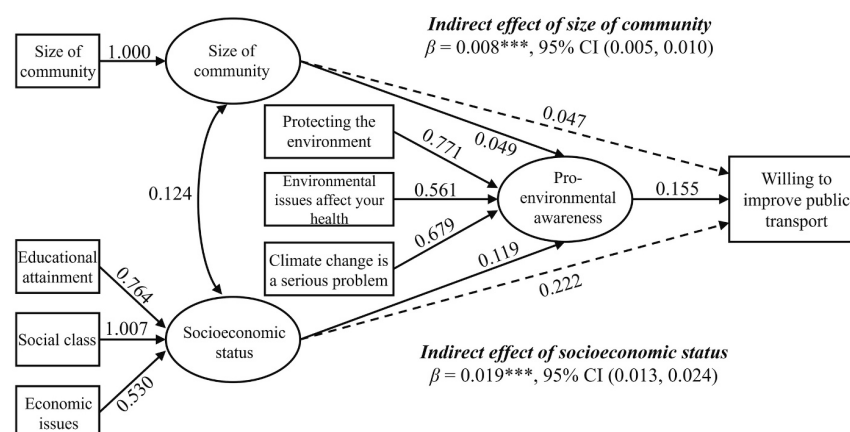 Indirect effect of size of community
β = 0.008***, 95% CI (0.005, 0.010)
Size of
community
1.000
Size of
community
0.047
Protecting the
environment
0.771
0.049
0.124
Environmental
issues affect your
health
0.561
Pro-
environmental
awareness
0.155
Willing to
improve public
transport
Climate change is
a serious problem
0.679
0.119
0.222
Educational
attainment
0.764
Social class
1.007
Socioeconomic
status
Economic
issues
0.530
Indirect effect of socioeconomic status
β = 0.019***, 95% CI (0.013, 0.024)